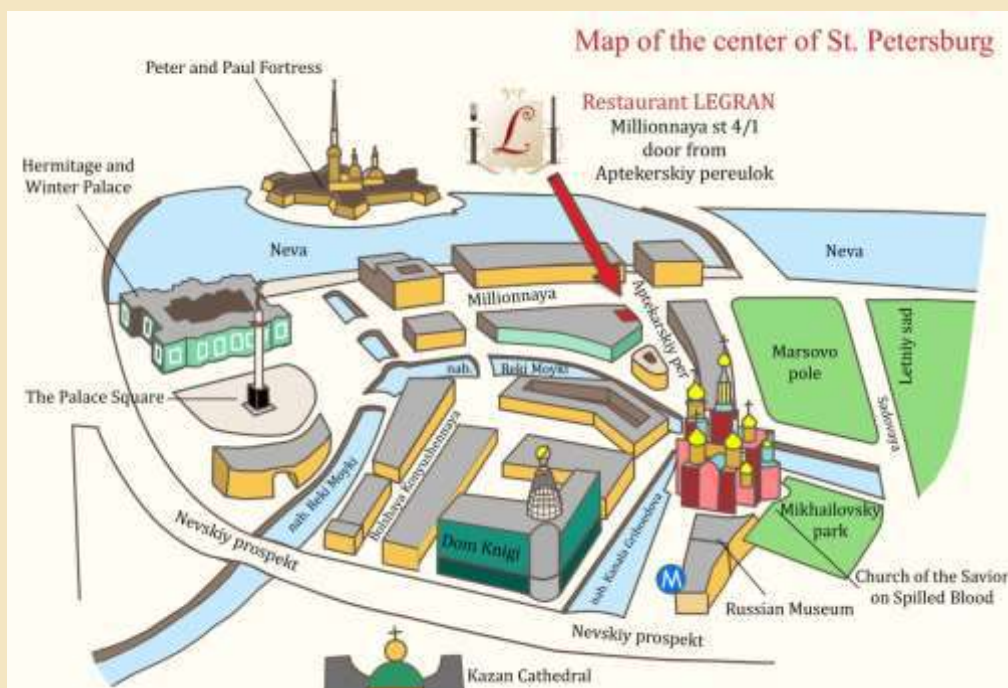 Map of the center of St. Petersburg
Peter and Paul Fortress
Restaurant LEGRAN
Millionnaya st 4/1
door from
Aptekerskiy pereulok
L
Hermitage and
Winter Palace
Neva
Neva
Millionnaya
Aptekarskiy per
Marsovo
pole
Letniy sad
Sadovaya
nab. Reki Moyki
The Palace Square
nab. Reki Moyki
Bolshaya Konyushennaya
Dom Knigi
nab. Kanala Griboedova
Mikhailovsky
park
Nevskiy prospekt
M
Church of the Savior
on Spilled Blood
Russian Museum
Nevskiy prospekt
Kazan Cathedral